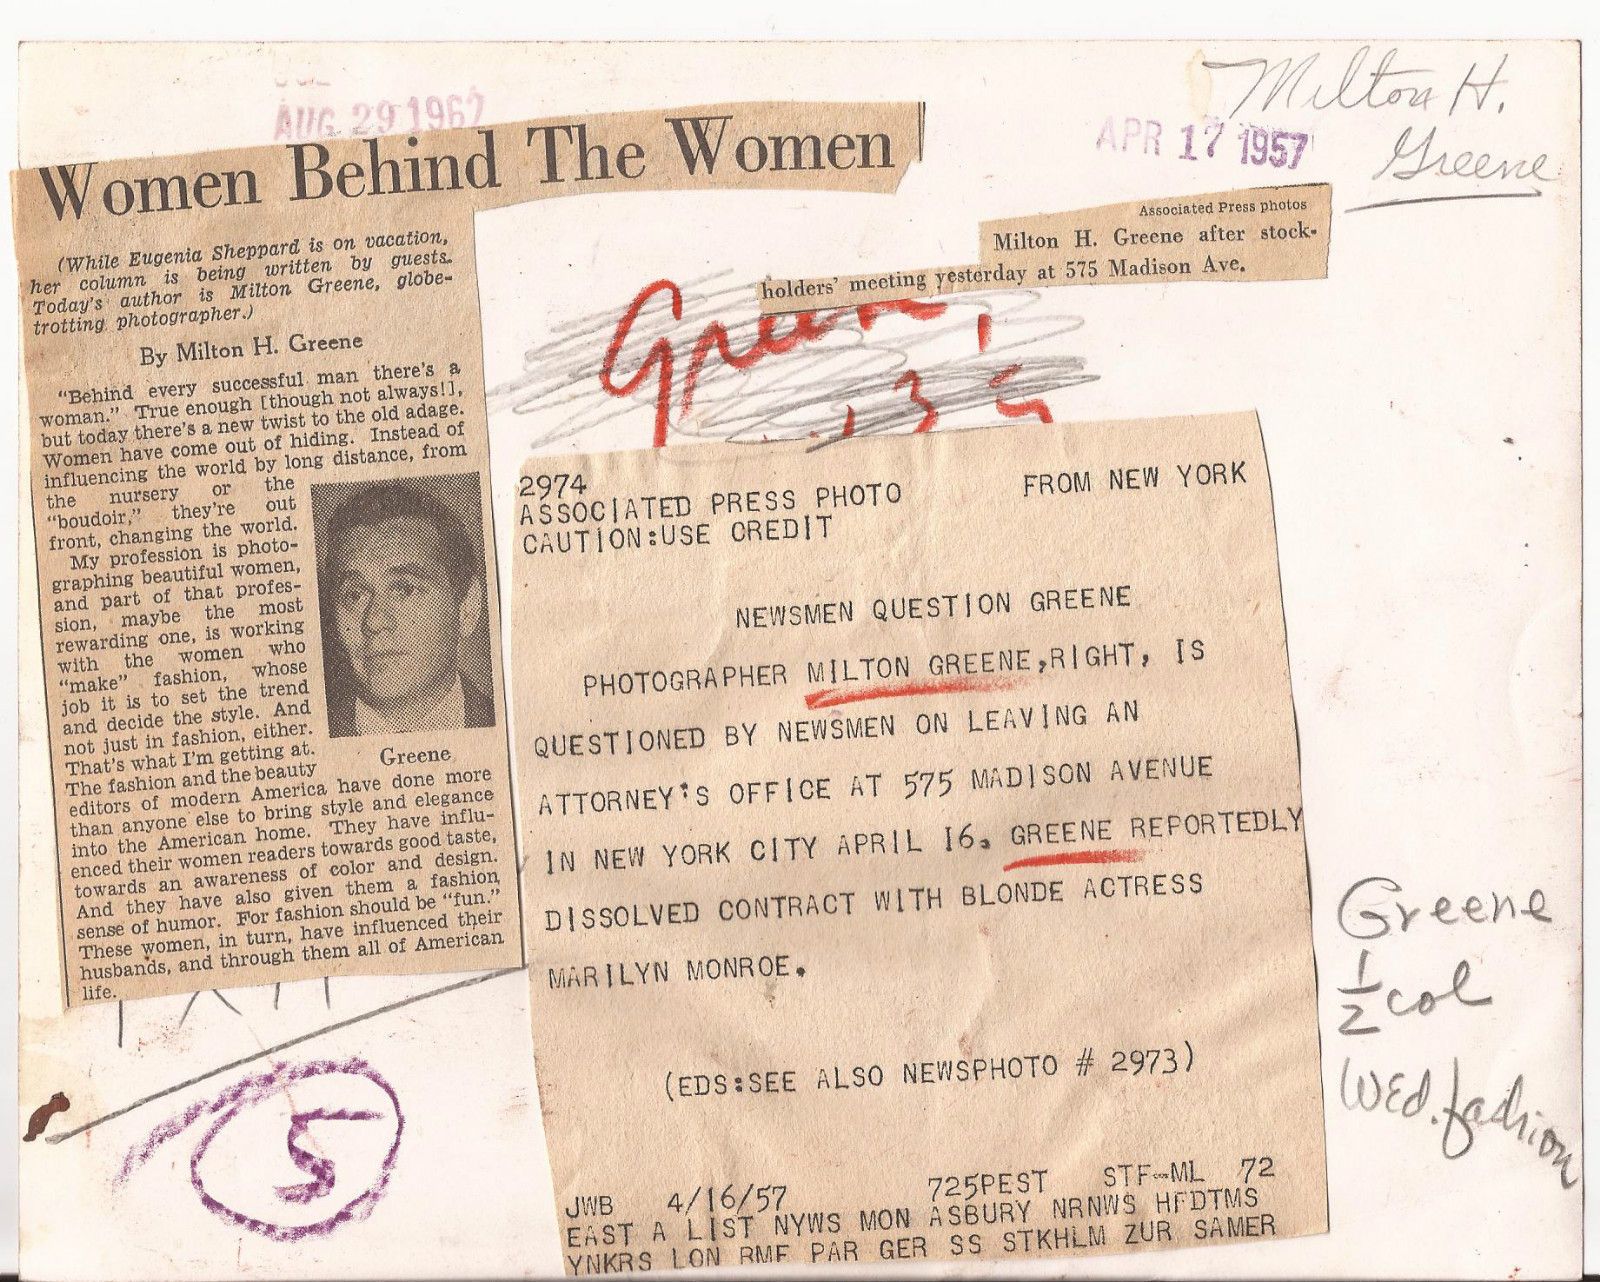 AUG 29 1967
Women Behind The Women
(While Eugenia Sheppard is on vacation,
her column is being written by guests.
Today's author is Milton Greene, globe-
trotting photographer.)
By Milton H. Greene
"Behind every successful man there's a
woman." True enough [though not always!],
but today there's a new twist to the old adage.
Women have come out of hiding. Instead of
influencing the world by long distance, from
the nursery or the
"boudoir," they're out
front, changing the world.
My profession is photo-
graphing beautiful women,
and part of that profes-
sion, maybe the most
rewarding one, is working
with the women who
"make" fashion, whose
job it is to set the trend
and decide the style. And
not just in fashion, either.
That's what I'm getting at.
The fashion and the beauty
Greene
editors of modern America have done more
than anyone else to bring style and elegance
into the American home. They have influ-
enced their women readers towards good taste,
towards an awareness of color and design.
And they have also given them a fashion
sense of humor. For fashion should be "fun."
These women, in turn, have influenced their
husbands, and through them all of American
life.
5
Milton H.
Greene
APR 17 1957
Associated Press photos
Milton H. Greene after stock-
holders' meeting yesterday at 575 Madison Ave.
2974
FROM NEW YORK
ASSOCIATED PRESS PHOTO
CAUTION:USE CREDIT
NEWSMEN QUESTION GREENE
PHOTOGRAPHER MILTON GREENE,RIGHT, IS
QUESTIONED BY NEWSMEN ON LEAVING AN
ATTORNEY'S OFFICE AT 575 MADISON AVENUE
IN NEW YORK CITY APRIL 16. GREENE REPORTEDLY
DISSOLVED CONTRACT WITH BLONDE ACTRESS
MARILYN MONROE.
(EDS:SEE ALSO NEWSPHOTO # 2973)
JWB 4/16/57 725PEST STF-ML 72
EAST A LIST NYWS MON ASBURY NRNWS HFDTMS
YNKRS LON RMF PAR GER SS STKHLM ZUR SAMER
Greene
1/2 col
WEd. fashion